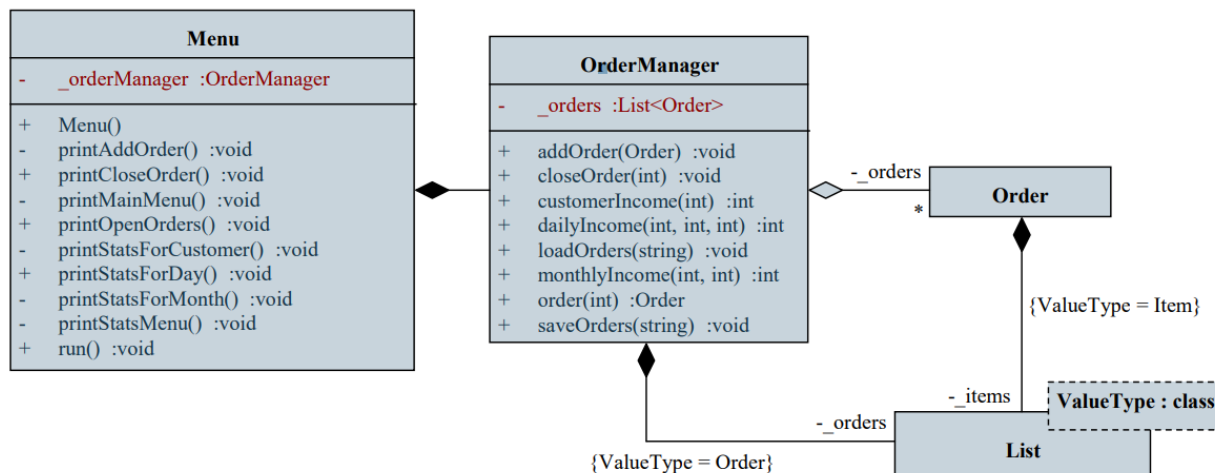 Menu
- _orderManager :OrderManager
+ Menu()
- printAddOrder() :void
+ printCloseOrder() :void
- printMainMenu() :void
+ printOpenOrders() :void
- printStatsForCustomer() :void
+ printStatsForDay() :void
- printStatsForMonth() :void
- printStatsMenu() :void
+ run() :void
OrderManager
- _orders :List<Order>
+ addOrder(Order) :void
+ closeOrder(int) :void
+ customerIncome(int) :int
+ dailyIncome(int, int, int) :int
+ loadOrders(string) :void
+ monthlyIncome(int, int) :int
+ order(int) :Order
+ saveOrders(string) :void
-_orders
*
Order
{ValueType = Item}
-_items
ValueType : class
-_orders
List
{ValueType = Order}